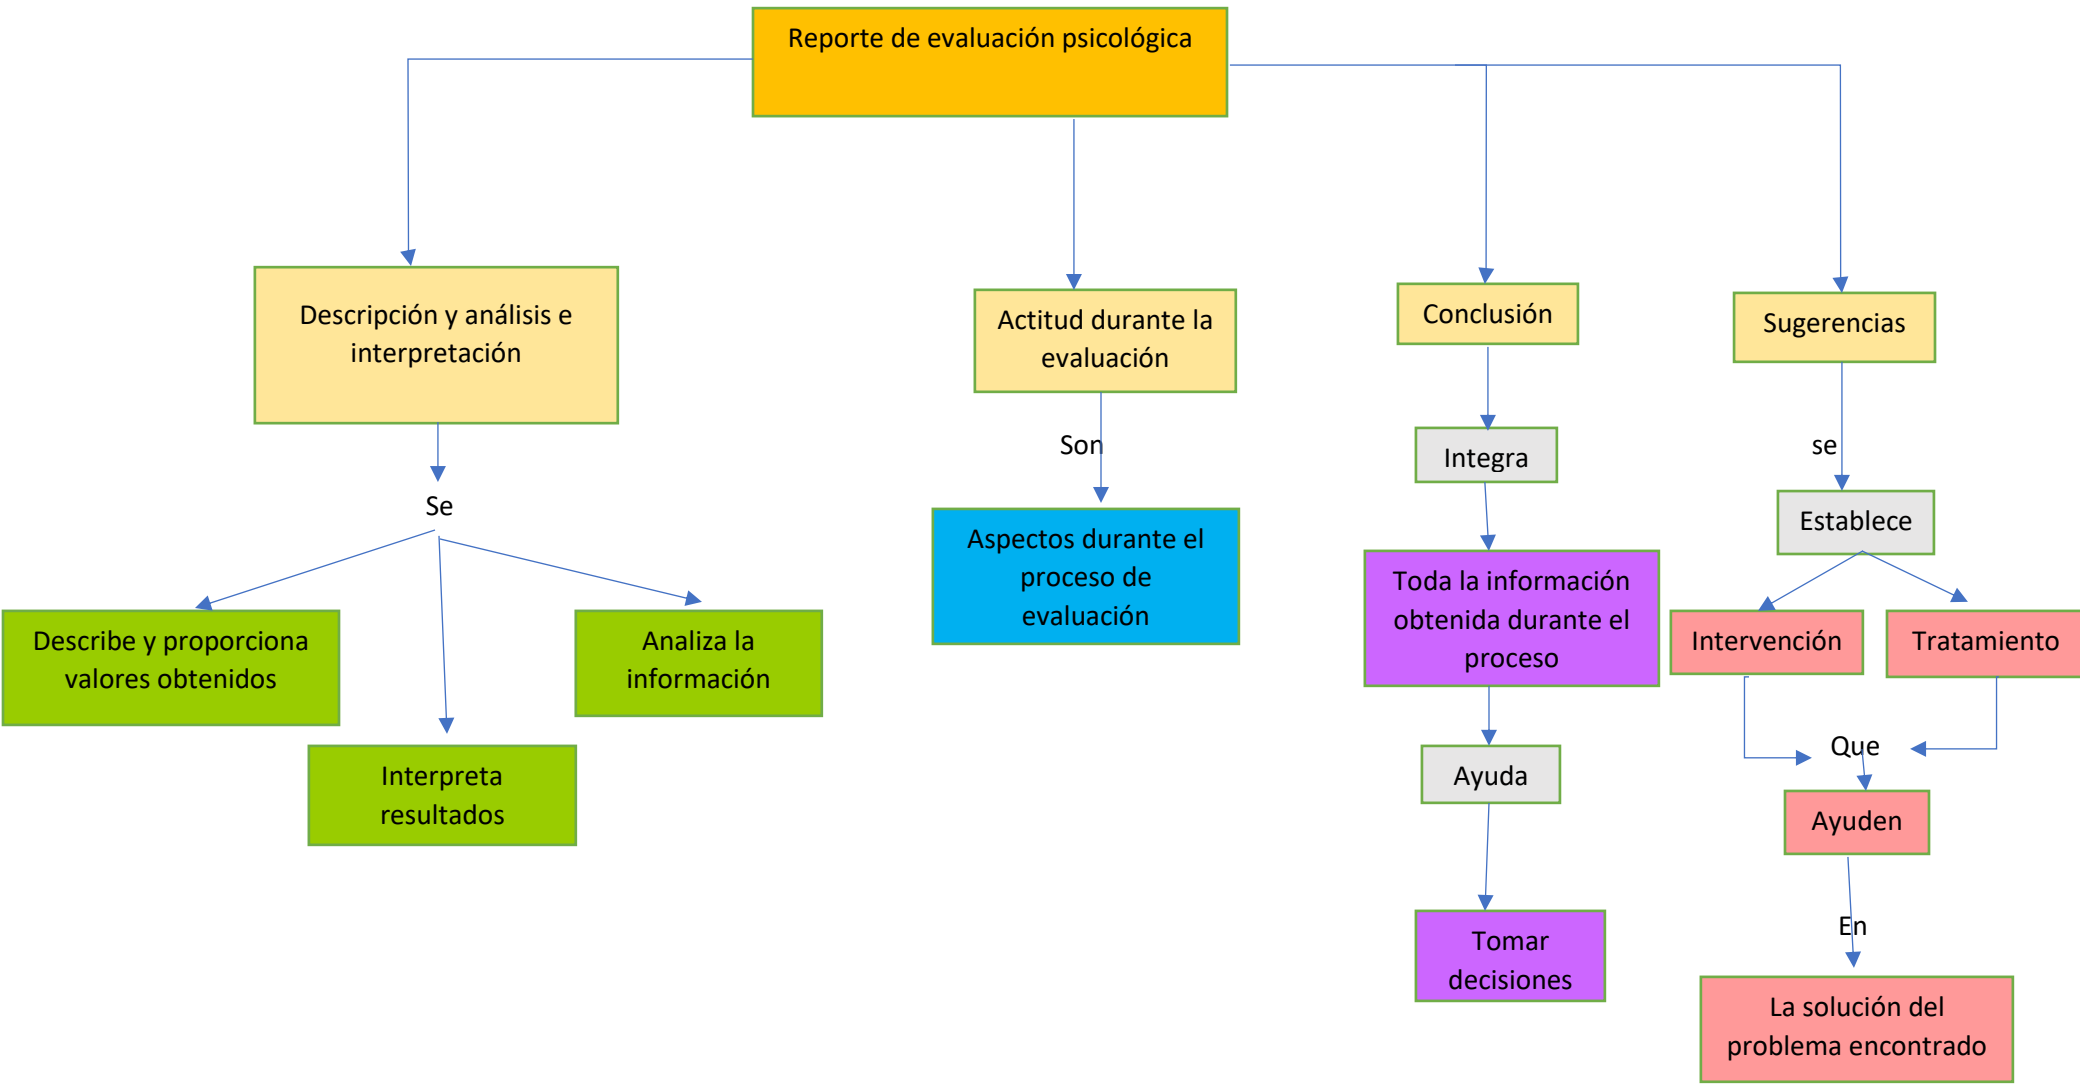 Reporte de evaluación psicológica
Descripción y análisis e
interpretación
Actitud durante la
evaluación
Conclusión
Sugerencias
Se
Son
Integra
se
Establece
Describe y proporciona
valores obtenidos
Interpreta
resultados
Analiza la
información
Aspectos durante el
proceso de
evaluación
Toda la información
obtenida durante el
proceso
Ayuda
Tomar
decisiones
Intervención
Tratamiento
Que
Ayuden
En
La solución del
problema encontrado